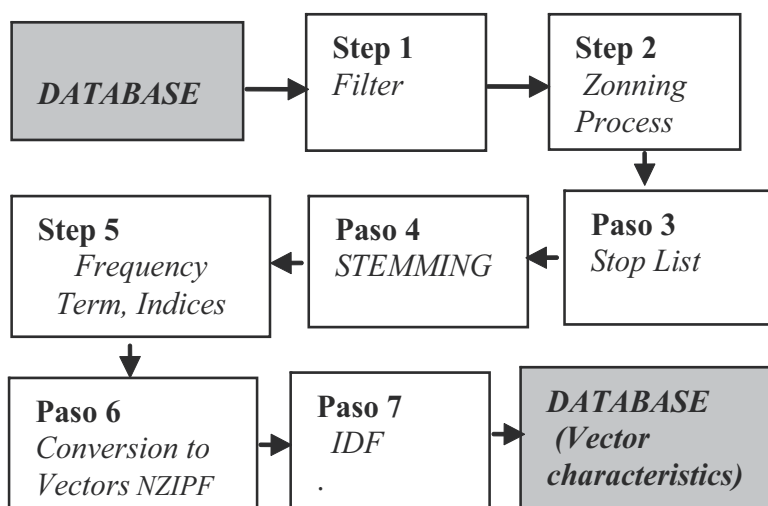 DATABASE
Step 1
Filter
Step 2
Zonning
Process
Paso 3
Stop List
Paso 4
STEMMING
Step 5
Frequency
Term, Indices
Paso 6
Conversion to
Vectors NZIPF
Paso 7
IDF
.
DATABASE
(Vector
characteristics)